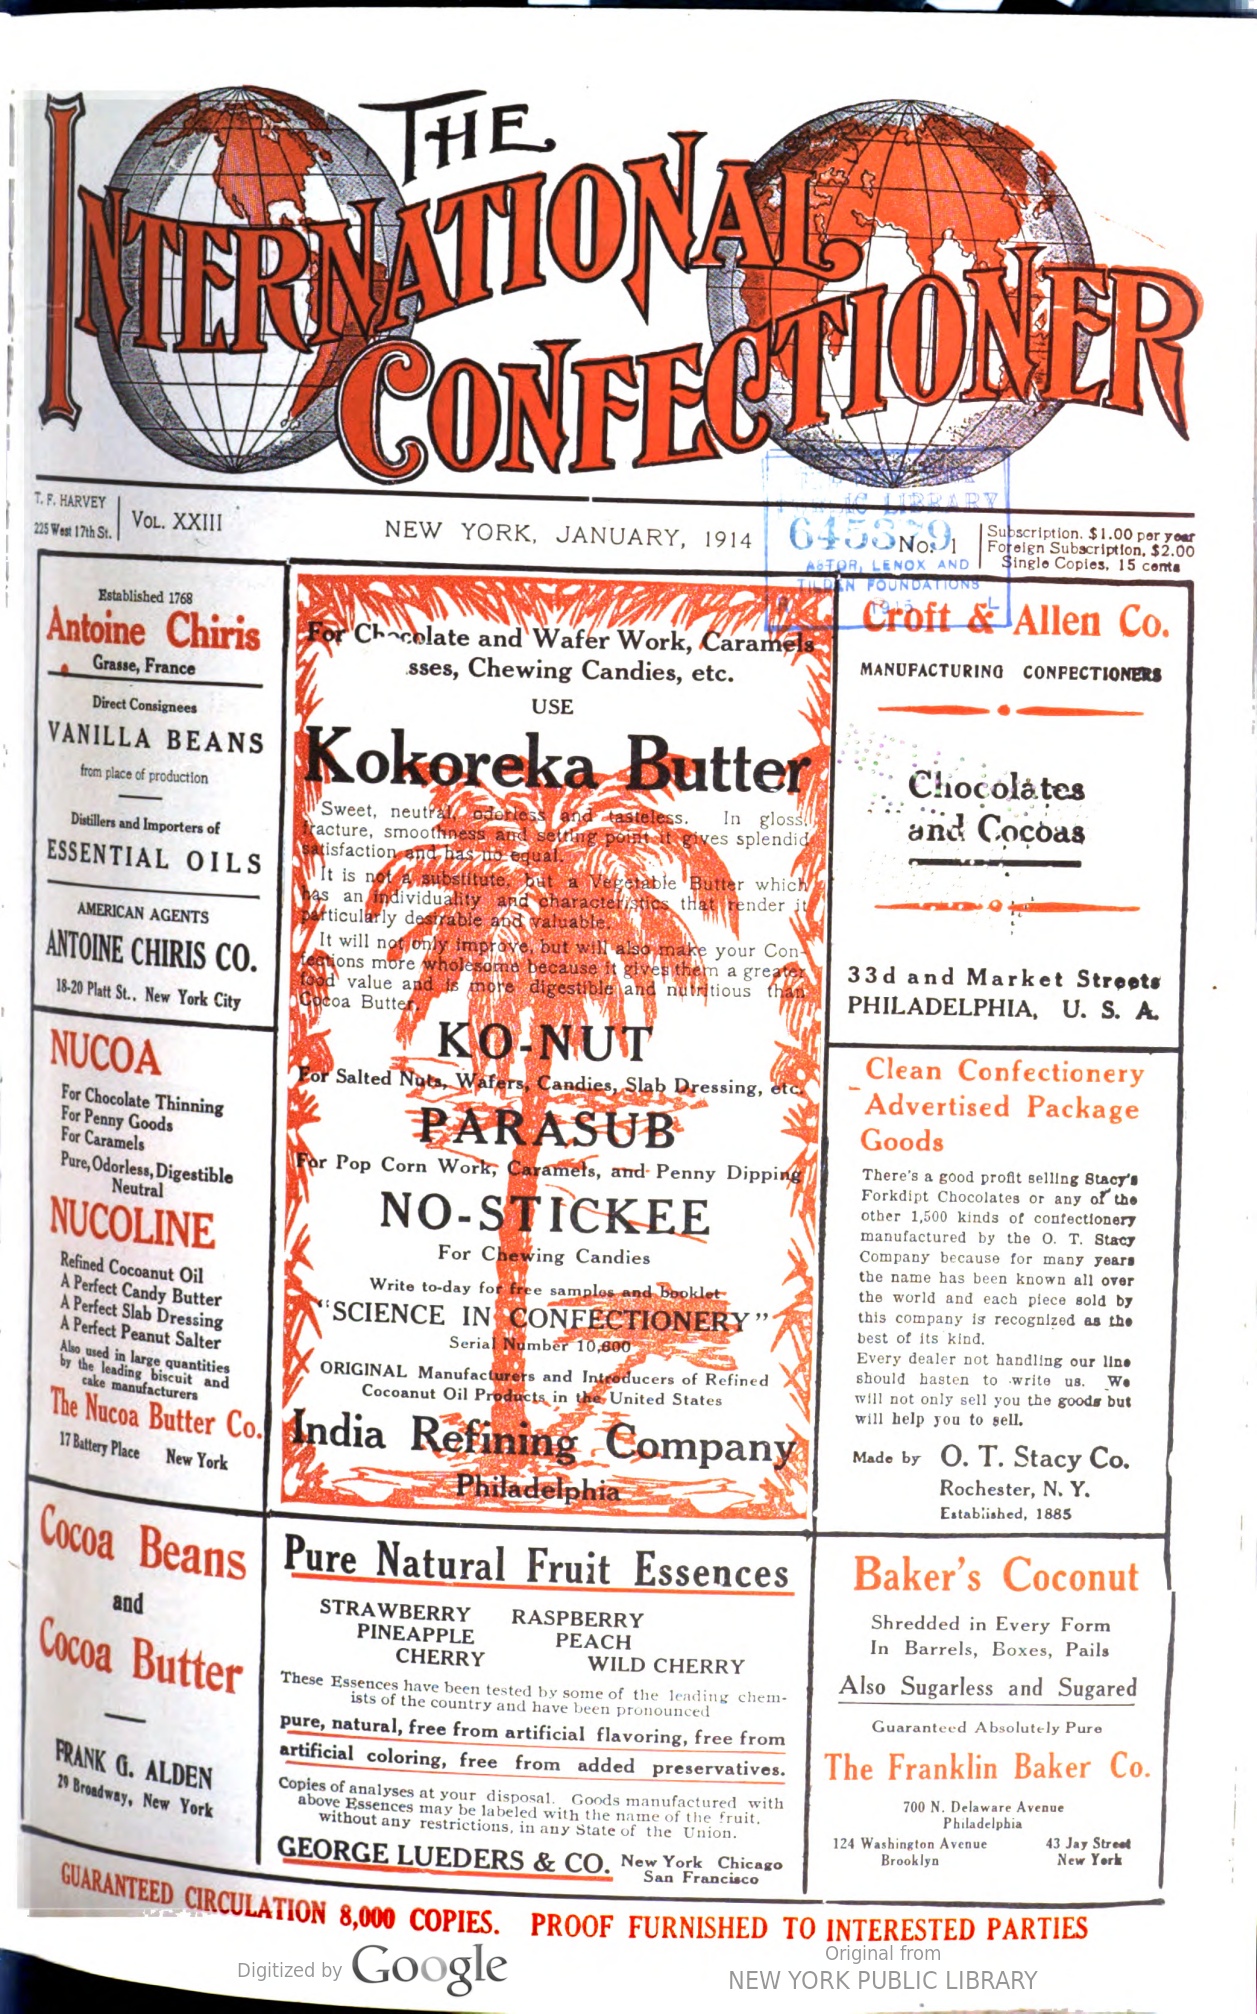 THE
INTERNATIONAL
CONFECTIONER
T. F. HARVEY
225 West 17th St.
VOL. XXIII
NEW YORK, JANUARY, 1914
No. 1
Subscription, $1.00 per year
Foreign Subscription, $2.00
Single Copies, 15 cents
PUBLIC LIBRARY
645339
ASTOR, LENOX AND
TILDEN FOUNDATIONS
R 1915 L
Established 1768
Antoine Chiris
Grasse, France
Direct Consignees
VANILLA BEANS
from place of production
Distillers and Importers of
ESSENTIAL OILS
AMERICAN AGENTS
ANTOINE CHIRIS CO.
18-20 Platt St., New York City
NUCOA
For Chocolate Thinning
For Penny Goods
For Caramels
Pure, Odorless, Digestible
Neutral
NUCOLINE
Refined Cocoanut Oil
A Perfect Candy Butter
A Perfect Slab Dressing
A Perfect Peanut Salter
Also used in large quantities
by the leading biscuit and
cake manufacturers
The Nucoa Butter Co.
17 Battery Place New York
Cocoa Beans
and
Cocoa Butter
FRANK G. ALDEN
29 Broadway, New York
For Chocolate and Wafer Work, Caramels
sses, Chewing Candies, etc.
USE
Kokoreka Butter
Sweet, neutral, odorless and tasteless. In gloss,
fracture, smoothness and setting point it gives splendid
satisfaction and has no equal.
It is not a substitute, but a Vegetable Butter which
has an individuality and characteristics that render it
particularly desirable and valuable.
It will not only improve, but will also make your Con-
fections more wholesome because it gives them a greater
food value and is more digestible and nutritious than
Cocoa Butter.
KO-NUT
For Salted Nuts, Wafers, Candies, Slab Dressing, etc.
PARASUB
For Pop Corn Work, Caramels, and Penny Dipping
NO-STICKEE
For Chewing Candies
Write to-day for free samples and booklet
"SCIENCE IN CONFECTIONERY"
Serial Number 10,600
ORIGINAL Manufacturers and Introducers of Refined
Cocoanut Oil Products in the United States
India Refining Company
Philadelphia
Pure Natural Fruit Essences
STRAWBERRY RASPBERRY
PINEAPPLE PEACH
CHERRY WILD CHERRY
These Essences have been tested by some of the leading chem-
ists of the country and have been pronounced
pure, natural, free from artificial flavoring, free from
artificial coloring, free from added preservatives.
Copies of analyses at your disposal. Goods manufactured with
above Essences may be labeled with the name of the fruit,
without any restrictions, in any State of the Union.
GEORGE LUEDERS & CO. New York Chicago
San Francisco
Croft & Allen Co.
MANUFACTURING CONFECTIONERS
Chocolates
and Cocoas
33d and Market Streets
PHILADELPHIA, U. S. A.
Clean Confectionery
Advertised Package
Goods
There's a good profit selling Stacy's
Forkdipt Chocolates or any of the
other 1,500 kinds of confectionery
manufactured by the O. T. Stacy
Company because for many years
the name has been known all over
the world and each piece sold by
this company is recognized as the
best of its kind.
Every dealer not handling our line
should hasten to write us. We
will not only sell you the goods but
will help you to sell.
Made by O. T. Stacy Co.
Rochester, N. Y.
Established, 1885
Baker's Coconut
Shredded in Every Form
In Barrels, Boxes, Pails
Also Sugarless and Sugared
Guaranteed Absolutely Pure
The Franklin Baker Co.
700 N. Delaware Avenue
Philadelphia
124 Washington Avenue 43 Jay Street
Brooklyn New York
GUARANTEED CIRCULATION 8,000 COPIES. PROOF FURNISHED TO INTERESTED PARTIES
Digitized by Google
Original from
NEW YORK PUBLIC LIBRARY